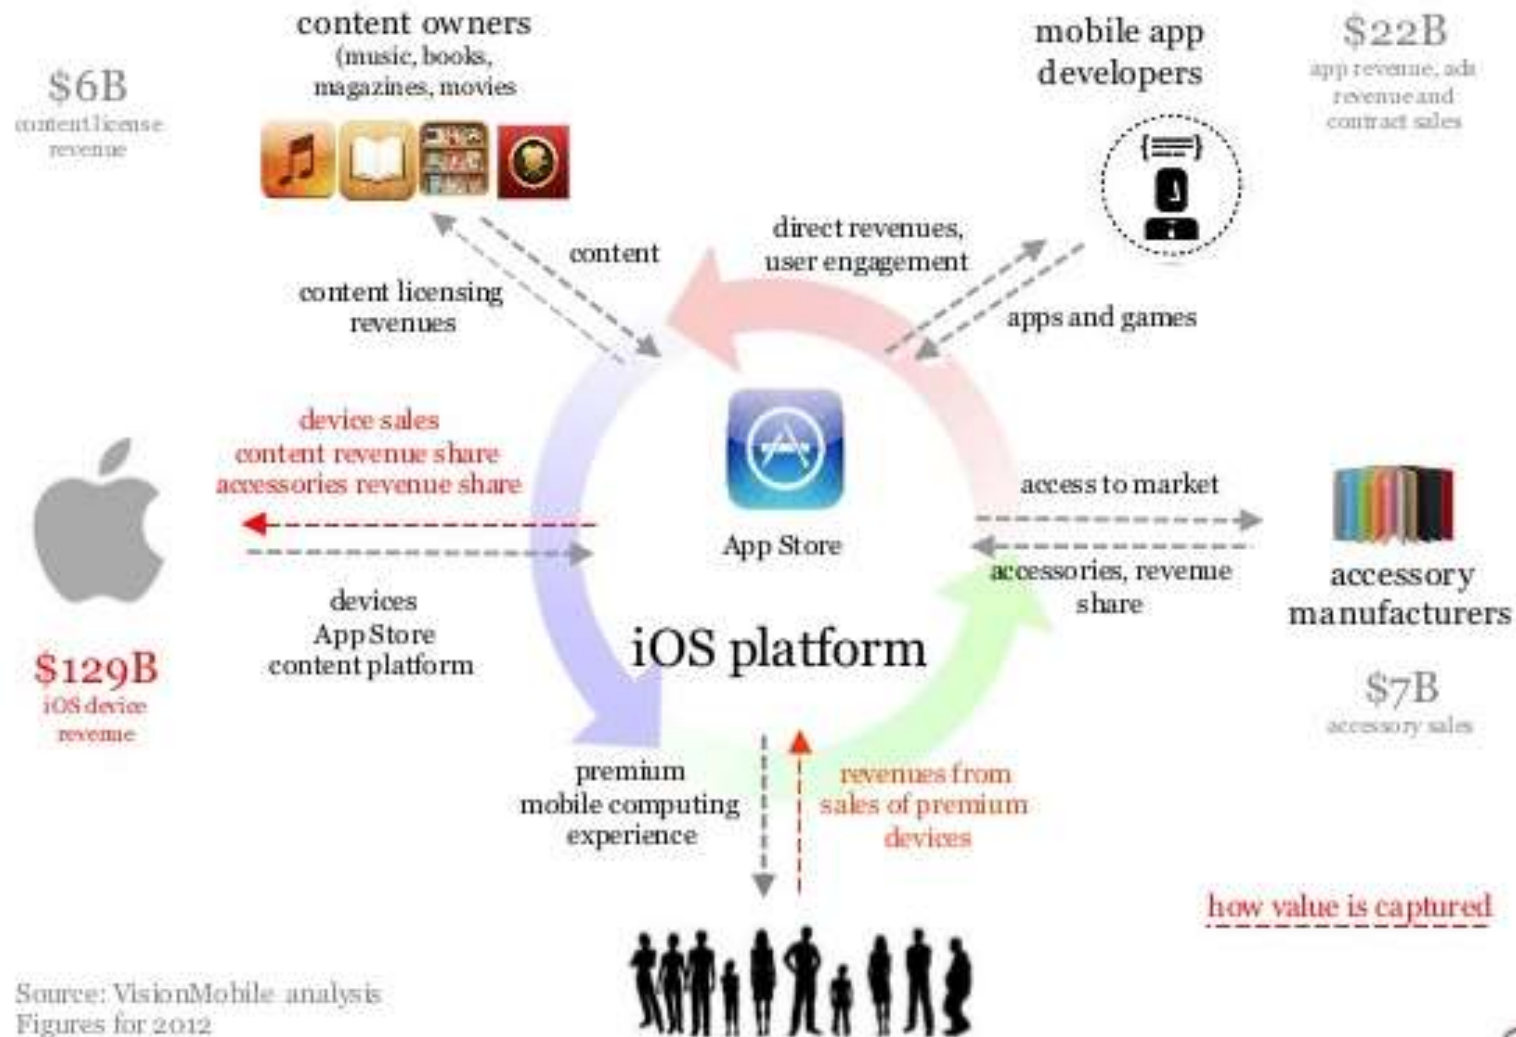 content owners
(music, books,
magazines, movies
$6B
content license
revenue
mobile app
developers
$22B
app revenue, ads
revenue and
contract sales
content
content licensing
revenues
direct revenues,
user engagement
apps and games
device sales
content revenue share
accessories revenue share
devices
App Store
content platform
$129B
iOS device
revenue
App Store
iOS platform
access to market
accessories, revenue
share
accessory
manufacturers
$7B
accessory sales
premium
mobile computing
experience
revenues from
sales of premium
devices
how value is captured
Source: VisionMobile analysis
Figures for 2012